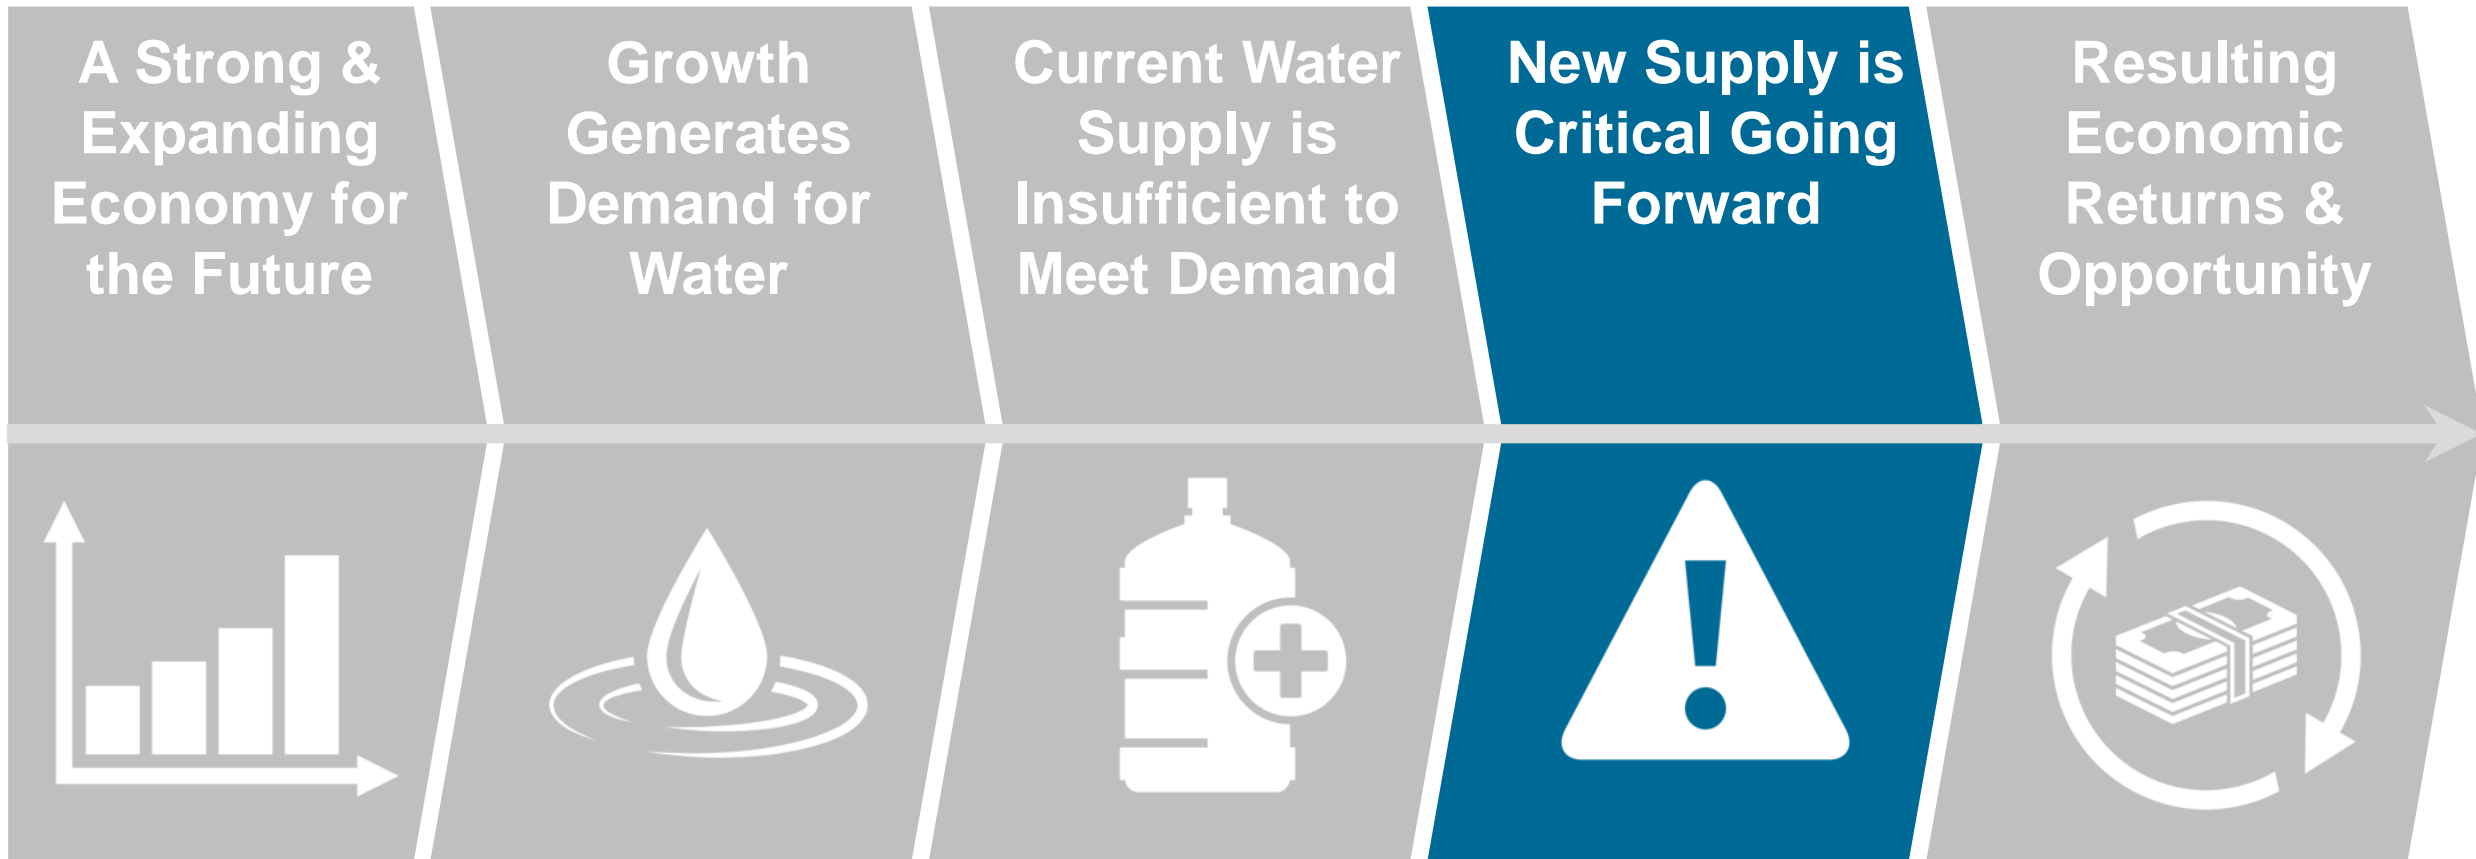 A Strong &
Expanding
Economy for
the Future
Growth
Generates
Demand for
Water
Current Water
Supply is
Insufficient to
Meet Demand
New Supply is
Critical Going
Forward
Resulting
Economic
Returns &
Opportunity